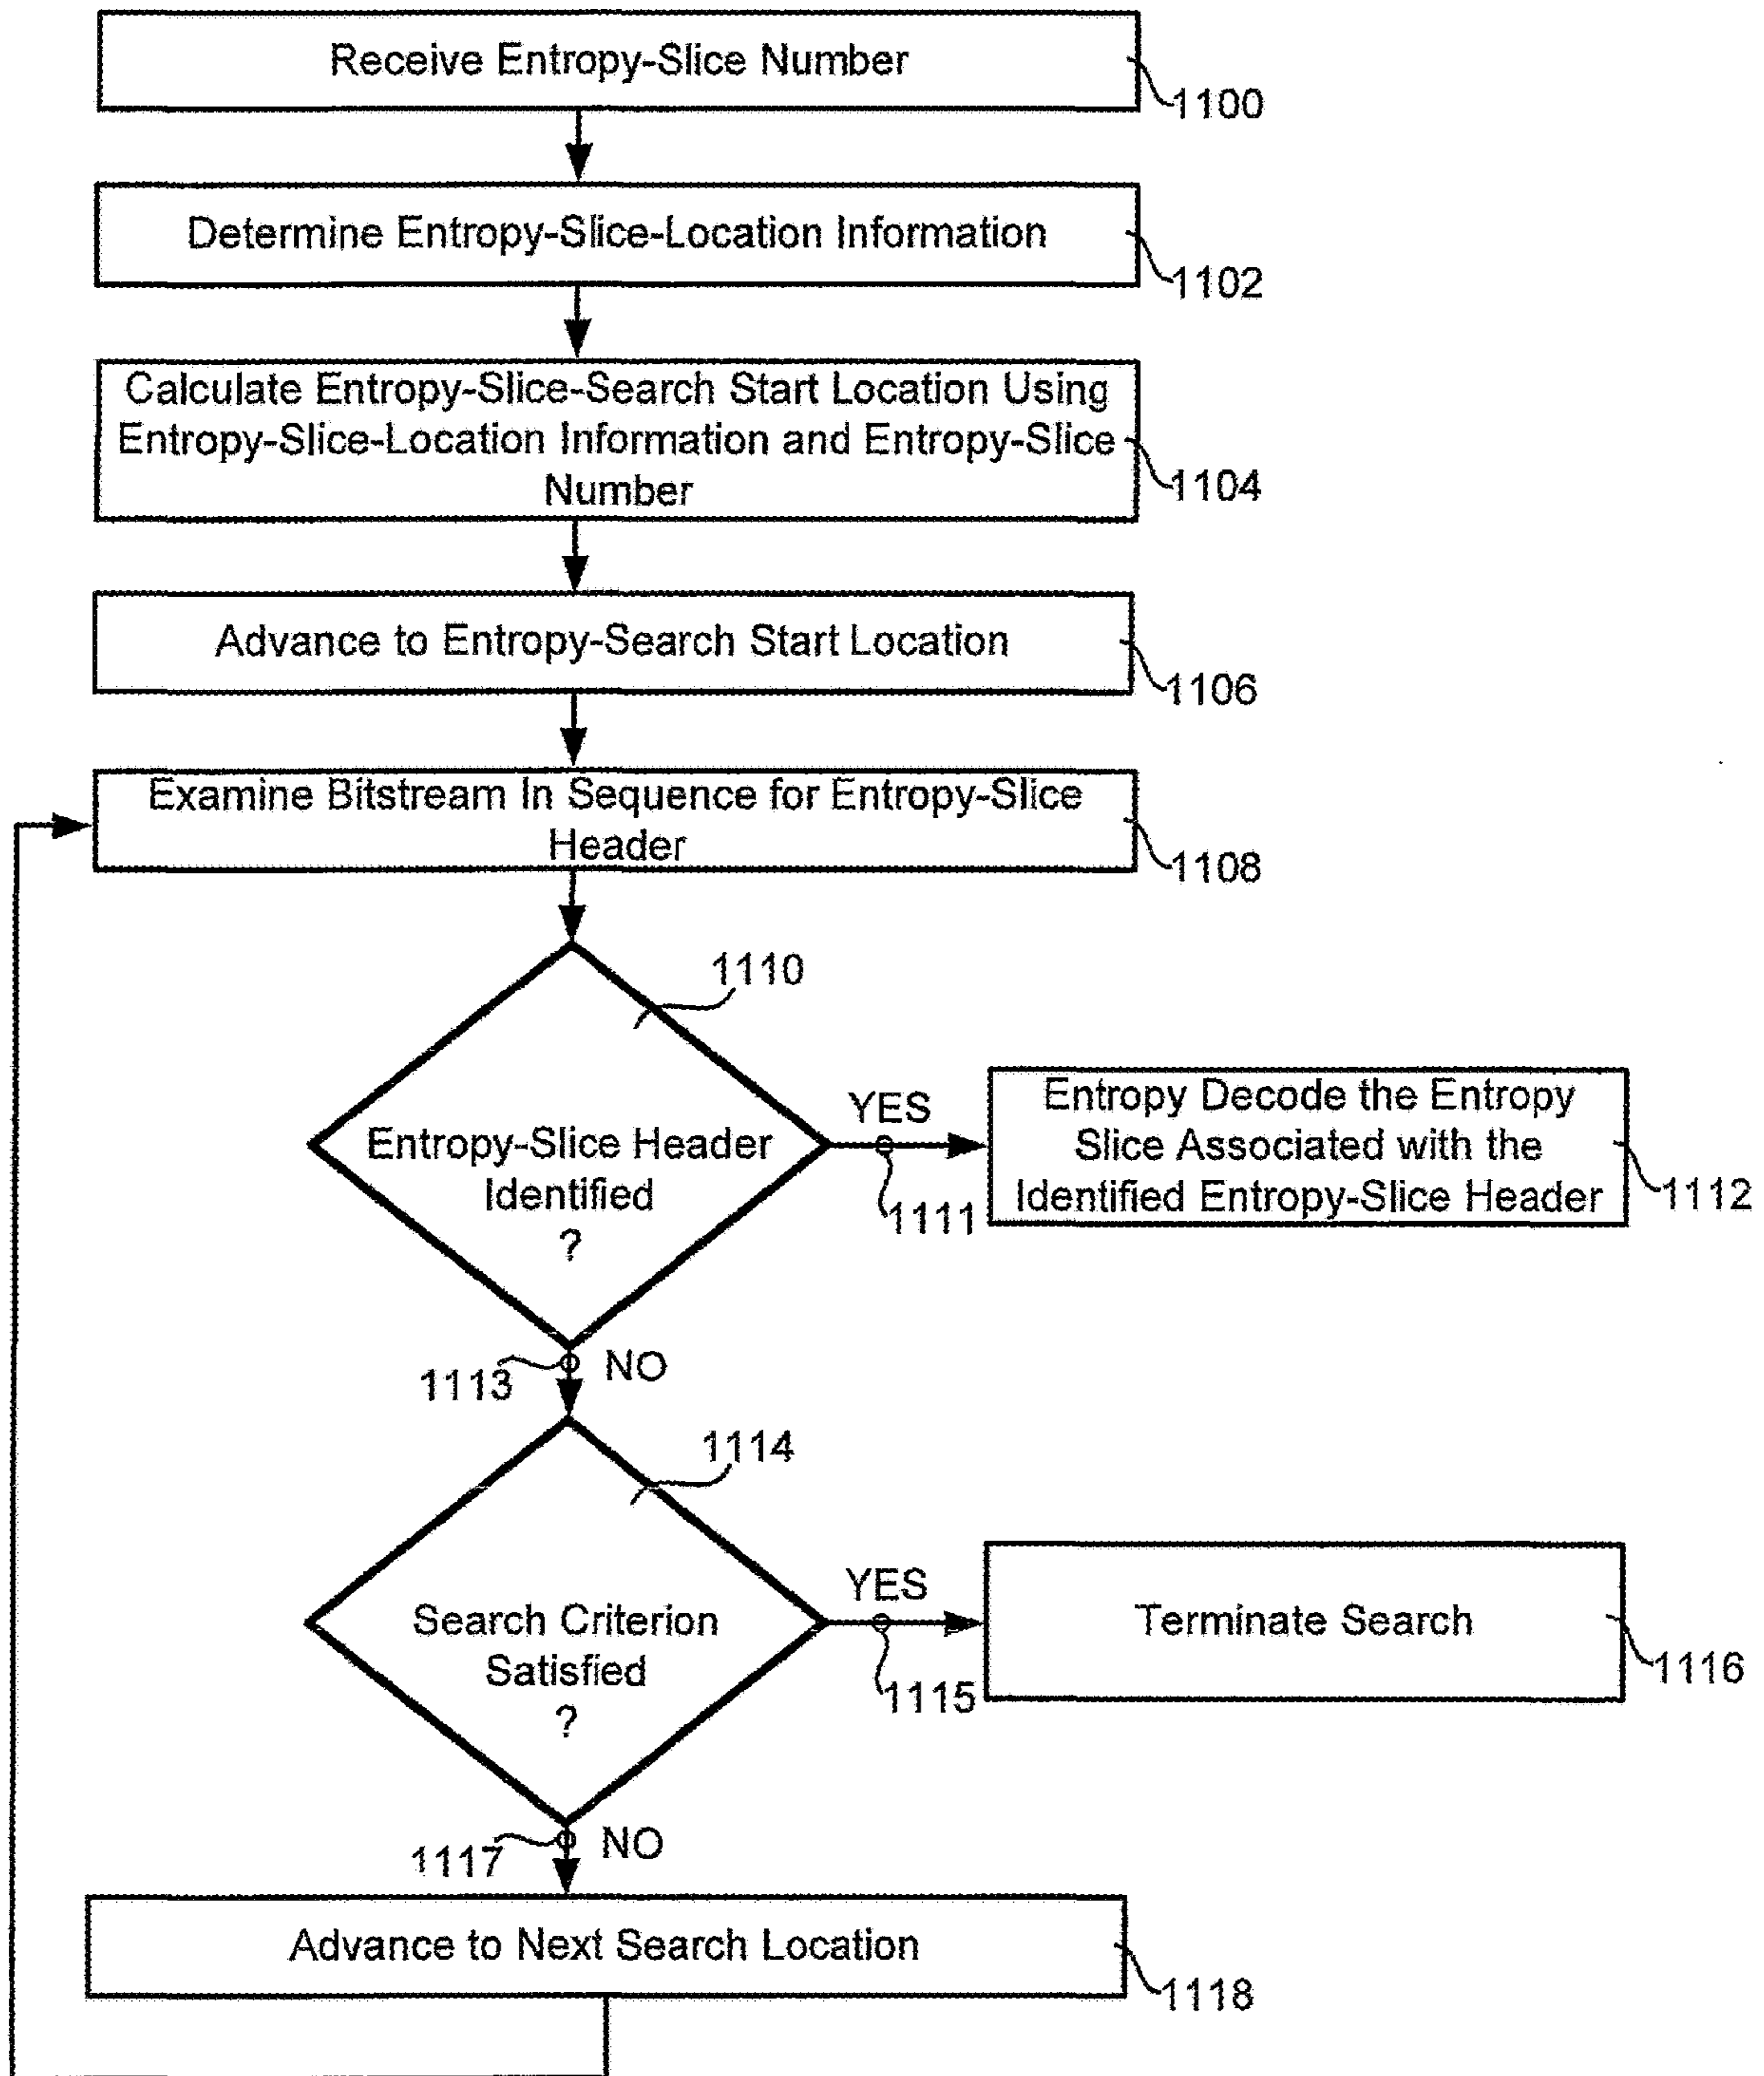 Receive Entropy-Slice Number
1100
Determine Entropy-Slice-Location Information
1102
Calculate Entropy-Slice-Search Start Location Using
Entropy-Slice-Location Information and Entropy-Slice
Number
1104
Advance to Entropy-Search Start Location
1106
Examine Bitstream In Sequence for Entropy-Slice
Header
1108
1110
Entropy-Slice Header
Identified
?
YES
1111
Entropy Decode the Entropy
Slice Associated with the
Identified Entropy-Slice Header
1112
1113
NO
1114
Search Criterion
Satisfied
?
YES
1115
Terminate Search
1116
1117
NO
Advance to Next Search Location
1118